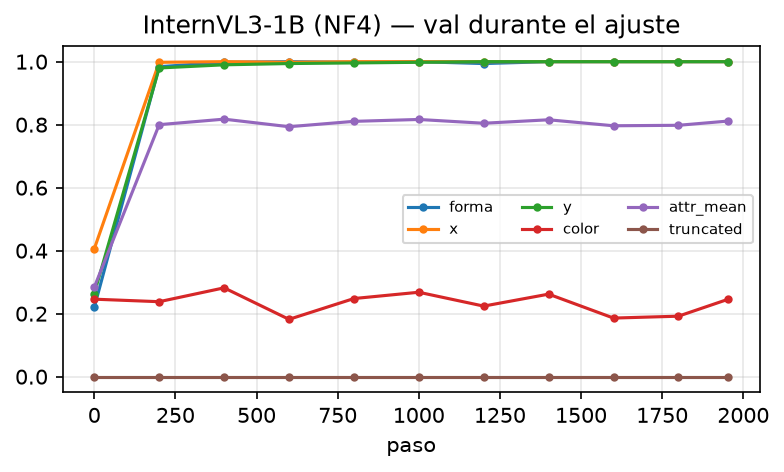 InternVL3-1B (NF4) — val durante el ajuste
1.0
0.8
0.6
0.4
0.2
0.0
forma y attr_mean
x color truncated
0 250 500 750 1000 1250 1500 1750 2000
paso